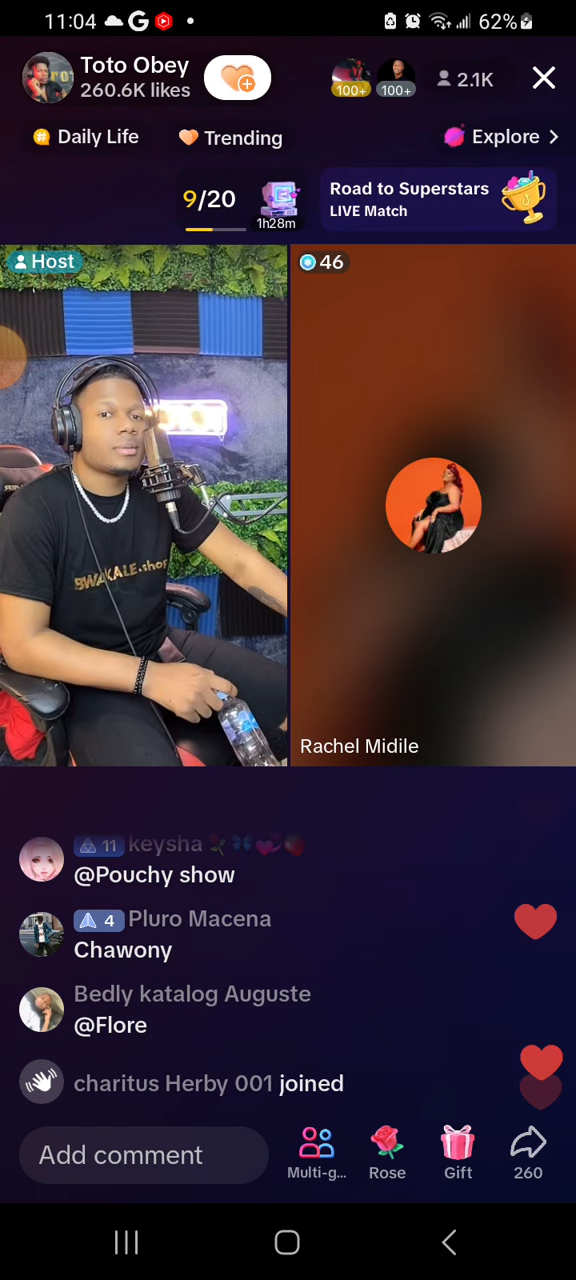 11:04
62%
Toto Obey
260.6K likes
100+
100+
2.1K
Daily Life
Trending
Explore
9/20
1h28m
Road to Superstars
LIVE Match
Host
46
BWAKALE.shop
Rachel Midile
11 keysha
@Pouchy show
4 Pluro Macena
Chawony
Bedly katalog Auguste
@Flore
charitus Herby 001 joined
Add comment
Multi-g...
Rose
Gift
260